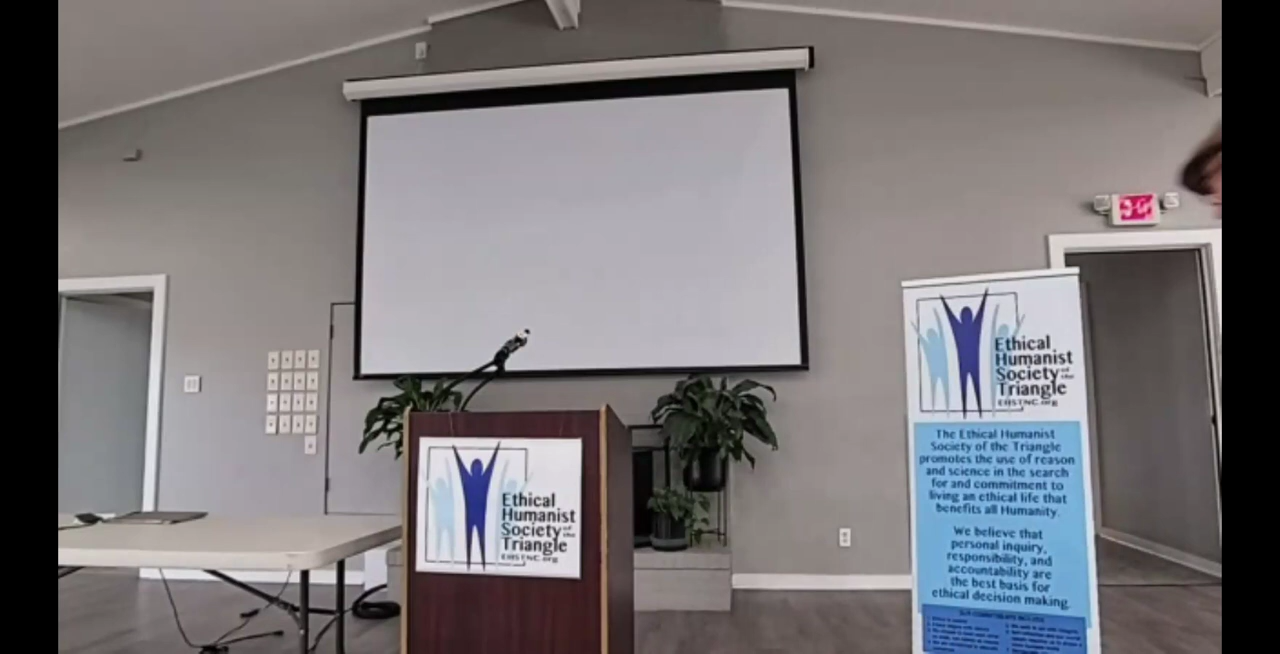 Ethical
Humanist
Society of the
Triangle
EHSTNC.org
Ethical
Humanist
Society of the
Triangle
EHSTNC.org
The Ethical Humanist
Society of the Triangle
promotes the use of reason
and science in the search
for and commitment to
living an ethical life that
benefits all Humanity.
We believe that
personal inquiry,
responsibility, and
accountability are
the best basis for
ethical decision making.